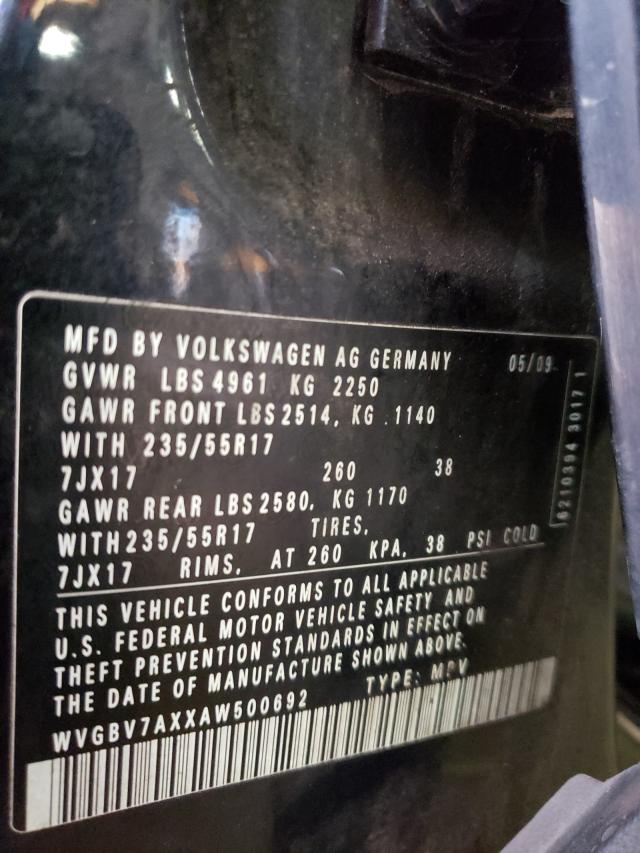 MFD BY VOLKSWAGEN AG GERMANY 05/09
GVWR LBS 4961 KG 2250
GAWR FRONT LBS 2514, KG 1140
WITH 235/55R17
7JX17 260 38
GAWR REAR LBS 2580, KG 1170
WITH 235/55R17 TIRES,
7JX17 RIMS, AT 260 KPA, 38 PSI COLD
THIS VEHICLE CONFORMS TO ALL APPLICABLE
U.S. FEDERAL MOTOR VEHICLE SAFETY AND
THEFT PREVENTION STANDARDS IN EFFECT ON
THE DATE OF MANUFACTURE SHOWN ABOVE.
WVGBV7AXXAW500692 TYPE: MPV
6210394 3017 1